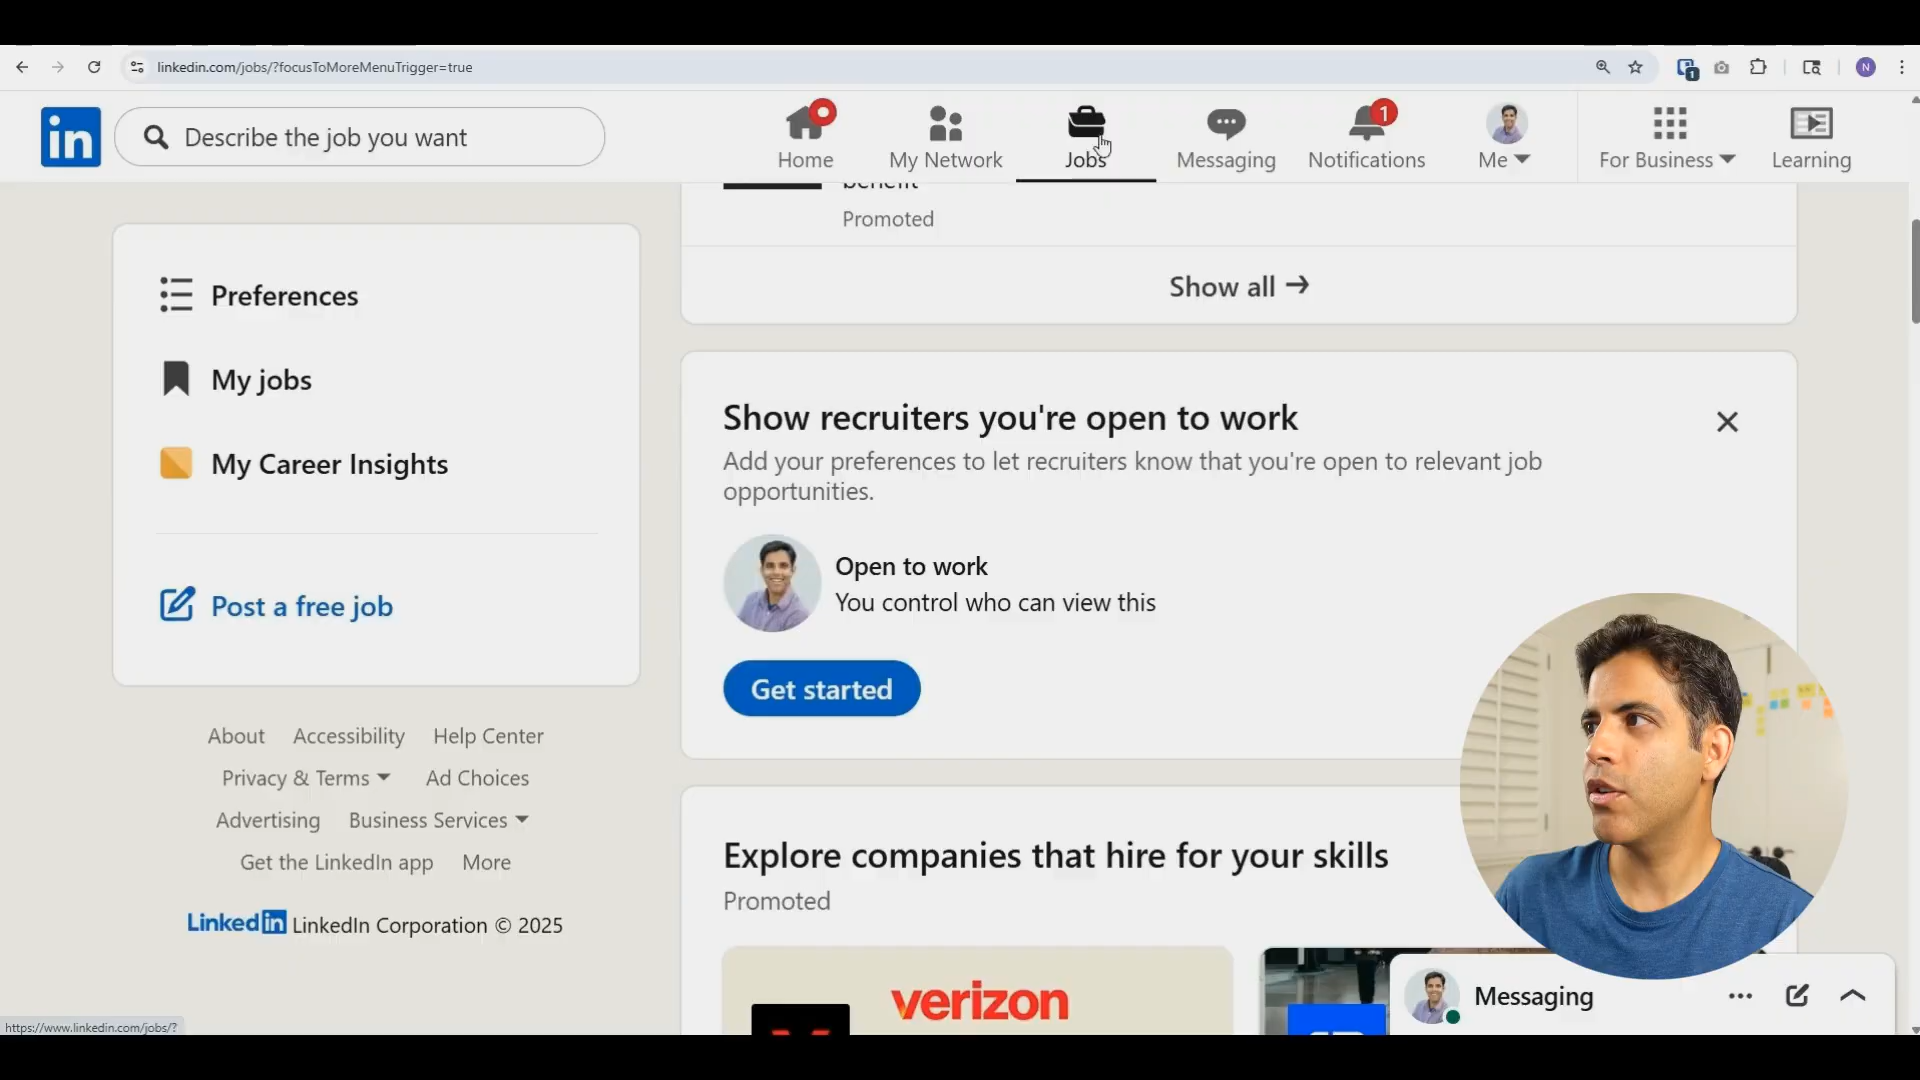 linkedin.com/jobs/?focusToMoreMenuTrigger=true
1
N
in
Describe the job you want
Home
My Network
Jobs
Messaging
1
Notifications
Me
For Business
Learning
benefit
Promoted
Show all →
Preferences
My jobs
My Career Insights
Post a free job
About Accessibility Help Center
Privacy & Terms Ad Choices
Advertising Business Services
Get the LinkedIn app More
LinkedIn LinkedIn Corporation © 2025
Show recruiters you're open to work
Add your preferences to let recruiters know that you're open to relevant job
opportunities.
Open to work
You control who can view this
Get started
Explore companies that hire for your skills
Promoted
verizon
Messaging
https://www.linkedin.com/jobs/?